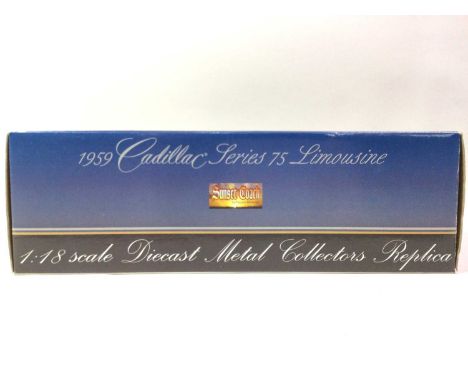 1959 Cadillac Series 75 Limousine
Sunset Coach
1:18 scale Diecast Metal Collectors Replica